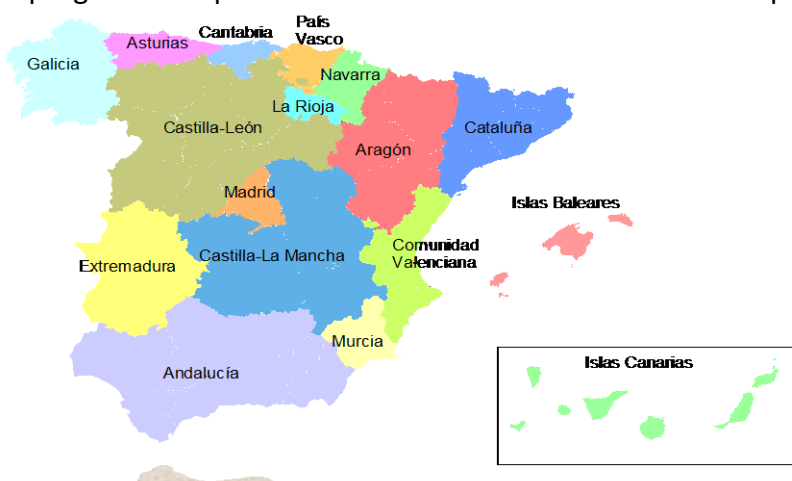 País
Vasco
Cantabria
Asturias
Galicia
Navarra
La Rioja
Castilla-León
Cataluña
Aragón
Madrid
Islas Baleares
Comunidad
Valenciana
Castilla-La Mancha
Extremadura
Murcia
Islas Canarias
Andalucía